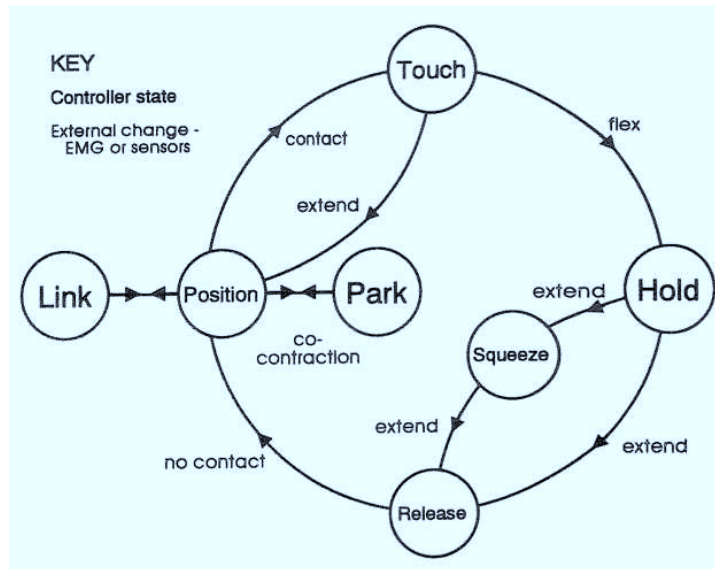 KEY
Controller state
External change -
EMG or sensors
Touch
flex
contact
extend
Link
Position
Park
Hold
extend
co-
contraction
Squeeze
extend
extend
no contact
Release